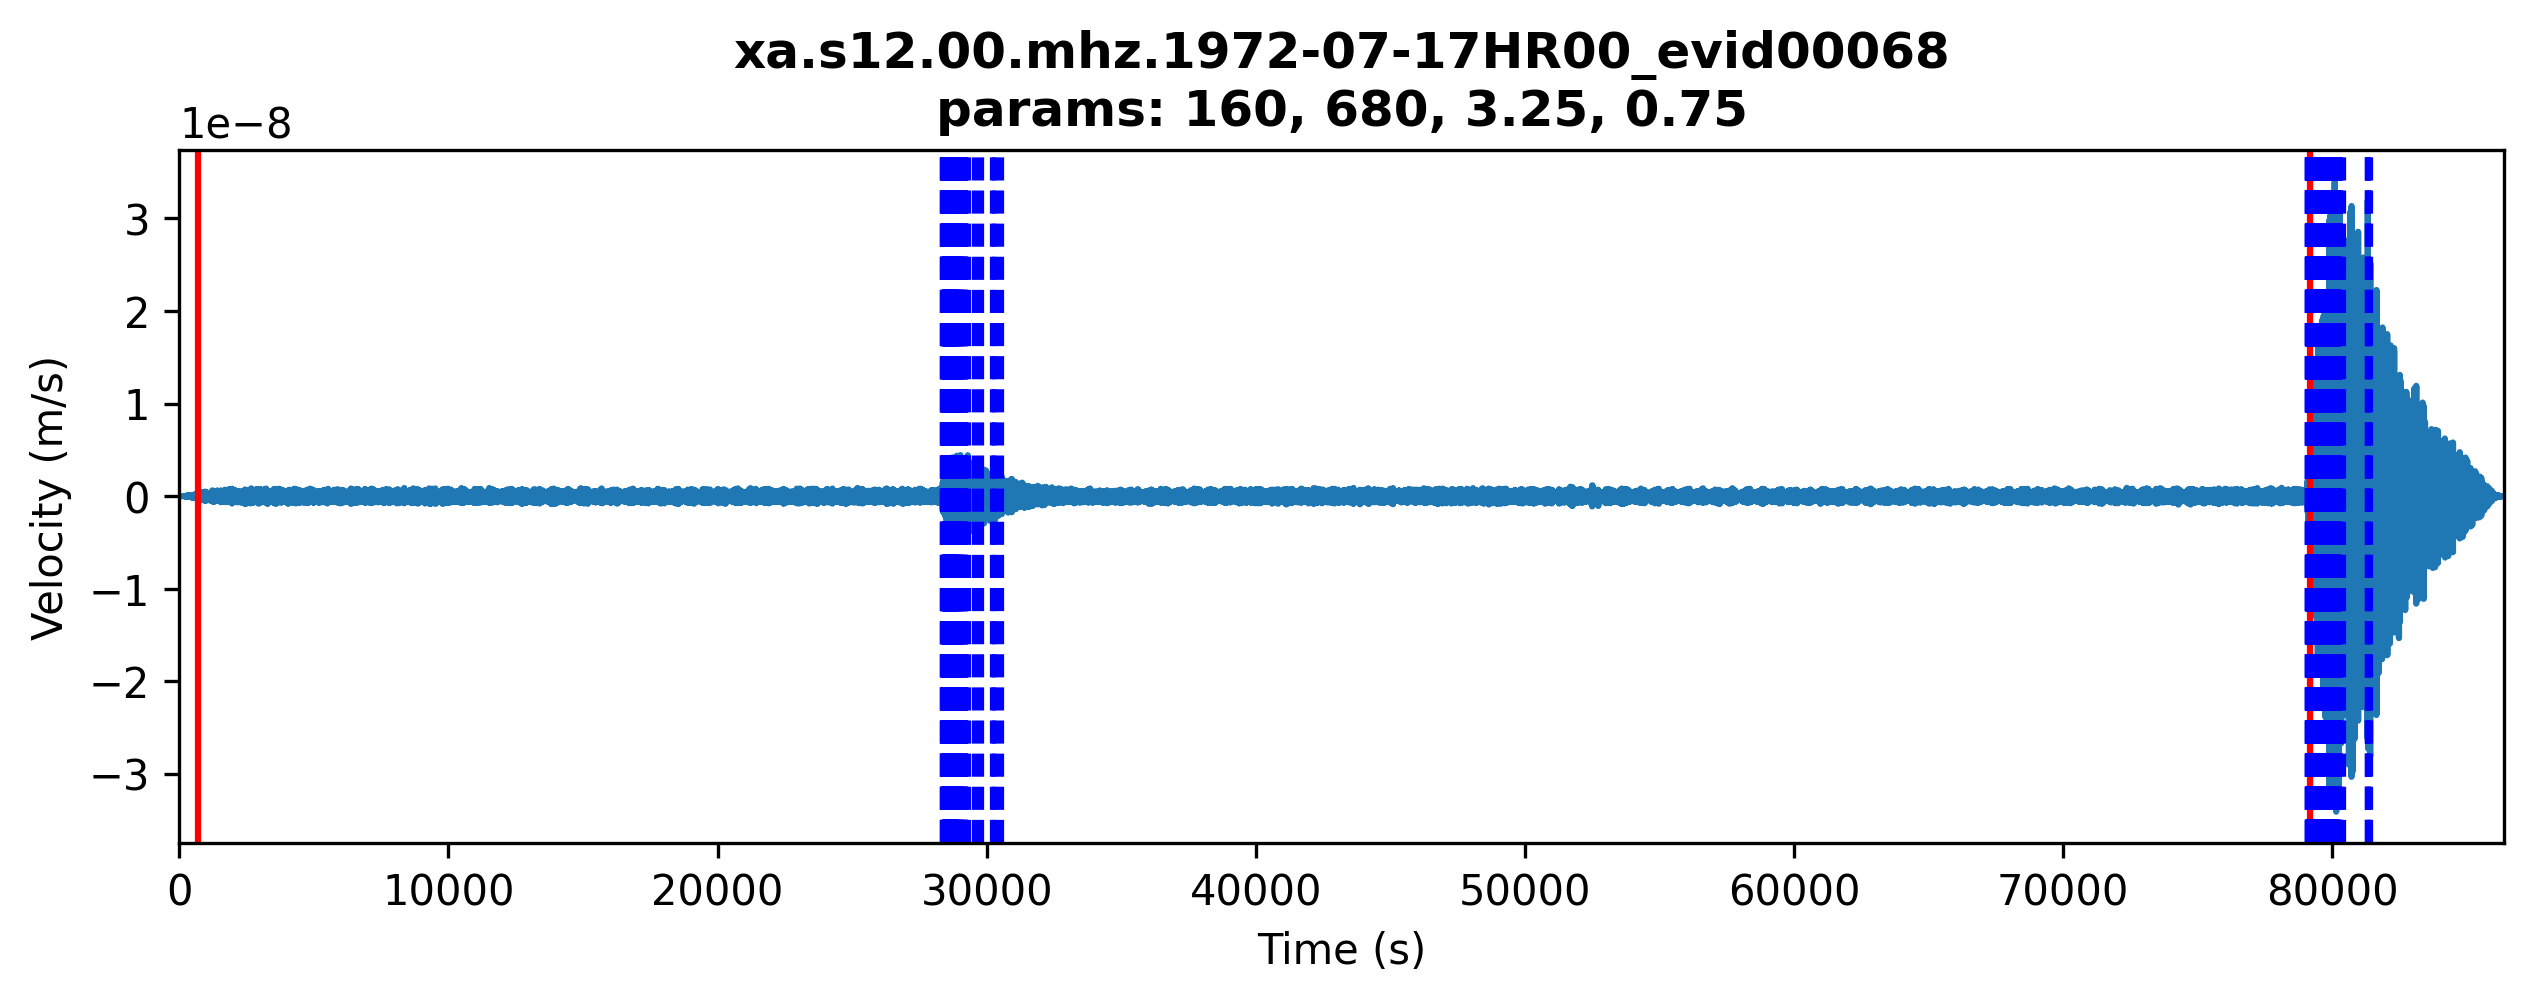 xa.s12.00.mhz.1972-07-17HR00_evid00068
params: 160, 680, 3.25, 0.75
1e−8
3
2
1
0
−1
−2
−3
Velocity (m/s)
0 10000 20000 30000 40000 50000 60000 70000 80000
Time (s)